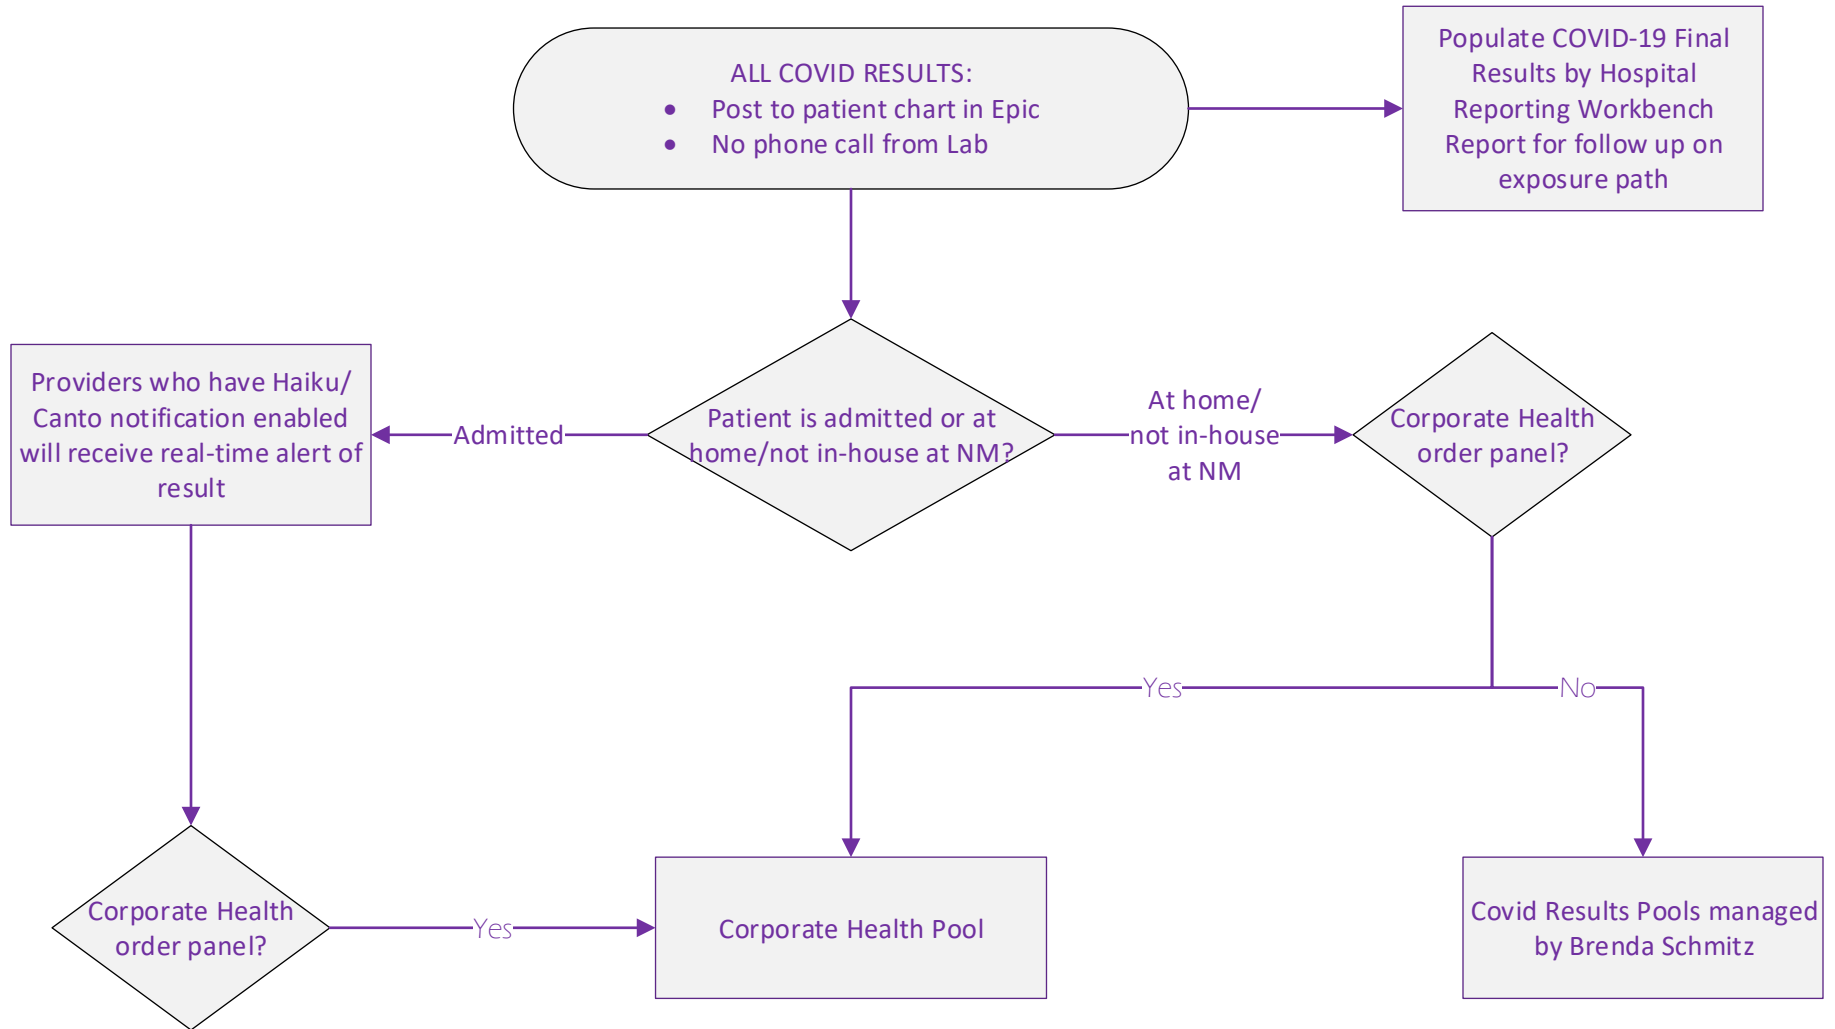 ALL COVID RESULTS:
• Post to patient chart in Epic
• No phone call from Lab
Populate COVID-19 Final
Results by Hospital
Reporting Workbench
Report for follow up on
exposure path
Providers who have Haiku/
Canto notification enabled
will receive real-time alert of
result
Admitted
Patient is admitted or at
home/not in-house at NM?
At home/
not in-house
at NM
Corporate Health
order panel?
Yes
No
Corporate Health
order panel?
Yes
Corporate Health Pool
Covid Results Pools managed
by Brenda Schmitz